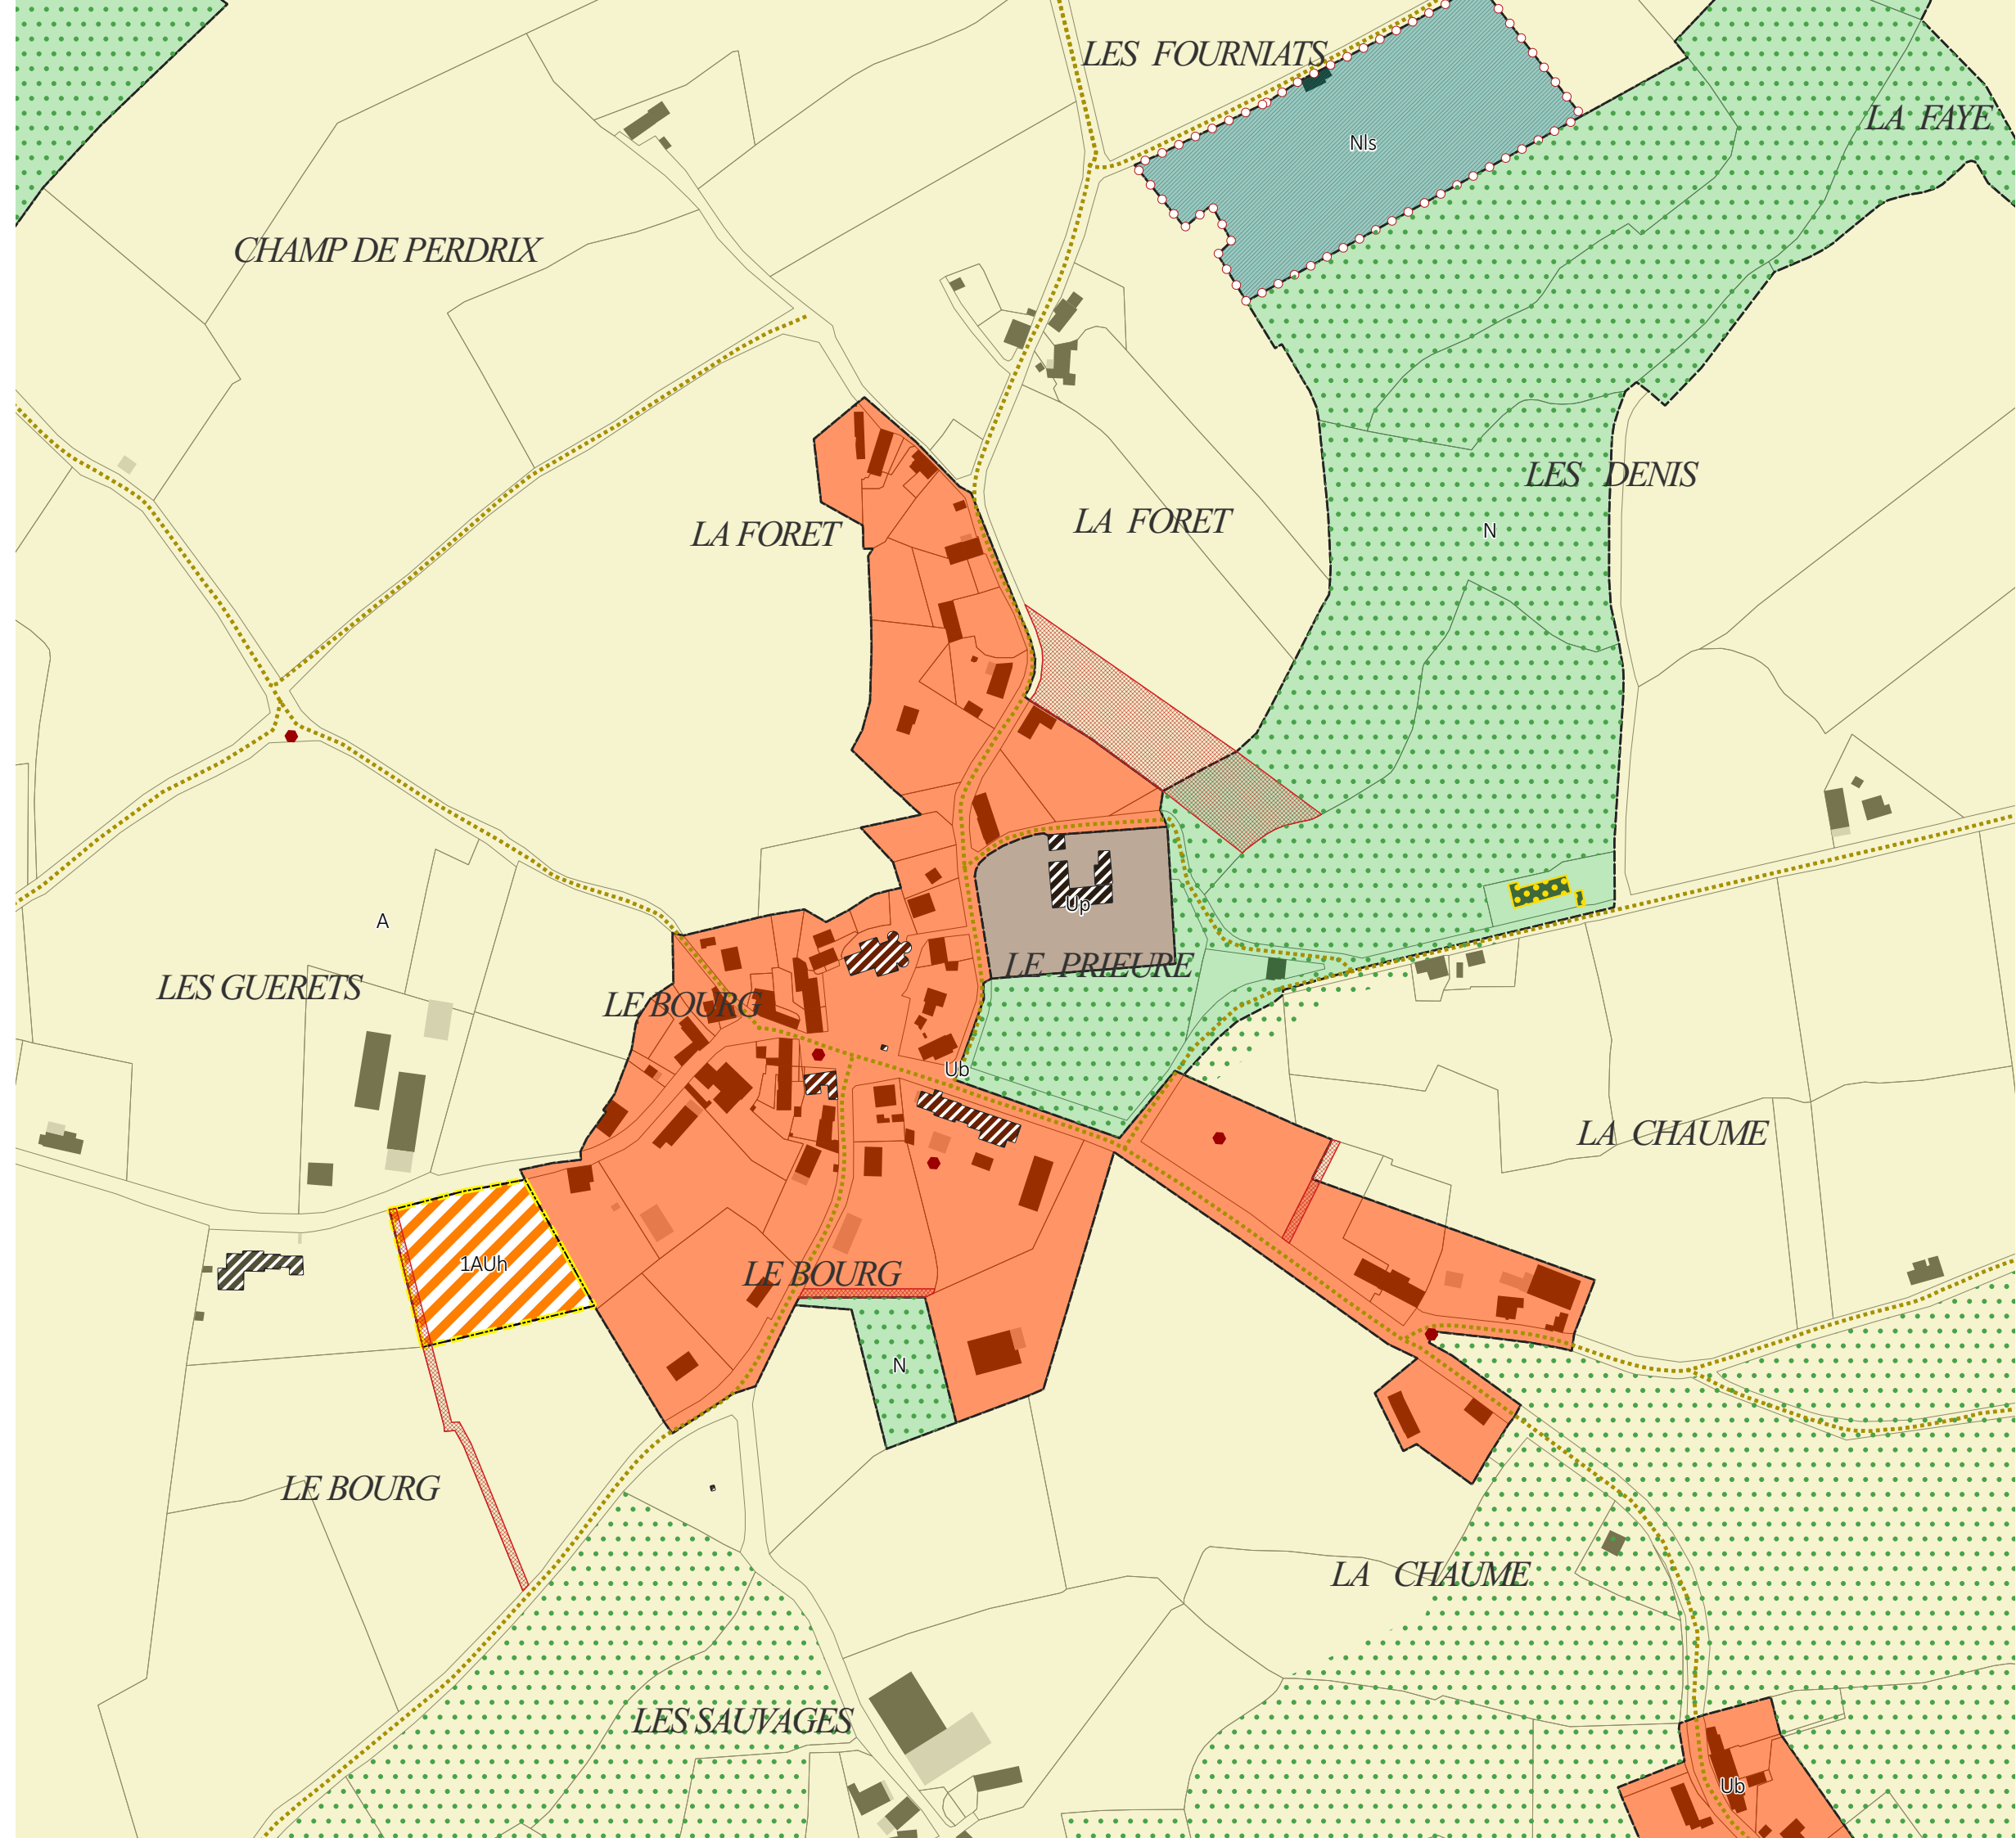 LES FOURNIATS
LA FAYE
Nls
CHAMP DE PERDRIX
LES DENIS
LA FORET
LA FORET
N
A
Up
LE PRIEURE
LES GUERETS
LE BOURG
Ub
LA CHAUME
1AUh
LE BOURG
N
LE BOURG
LA CHAUME
LES SAUVAGES
Ub